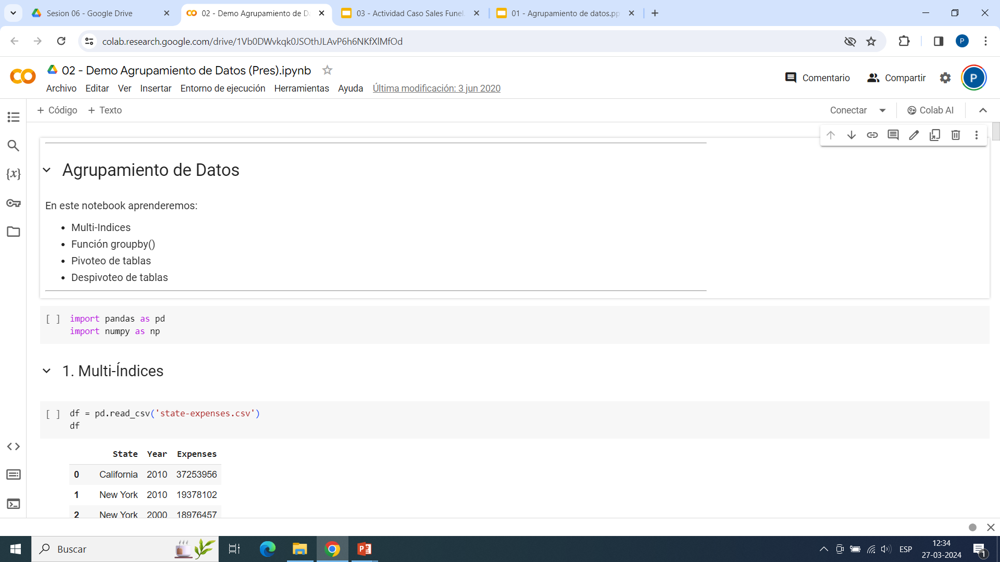 Sesion 06 - Google Drive
02 - Demo Agrupamiento de Da
03 - Actividad Caso Sales Funel.
01 - Agrupamiento de datos.pp
colab.research.google.com/drive/1Vb0DWvkqk0JSOthJLAvP6h6NKfXlMfOd
P
02 - Demo Agrupamiento de Datos (Pres).ipynb
Archivo Editar Ver Insertar Entorno de ejecución Herramientas Ayuda Última modificación: 3 jun 2020
Comentario Compartir P
+ Código + Texto
Conectar Colab AI
Agrupamiento de Datos
En este notebook aprenderemos:
• Multi-Indices
• Función groupby()
• Pivoteo de tablas
• Despivoteo de tablas
[ ] import pandas as pd
import numpy as np
{x}
1. Multi-Índices
[ ] df = pd.read_csv('state-expenses.csv')
df
State Year Expenses
0 California 2010 37253956
1 New York 2010 19378102
2 New York 2000 18976457
Buscar
ESP
12:34
27-03-2024
1